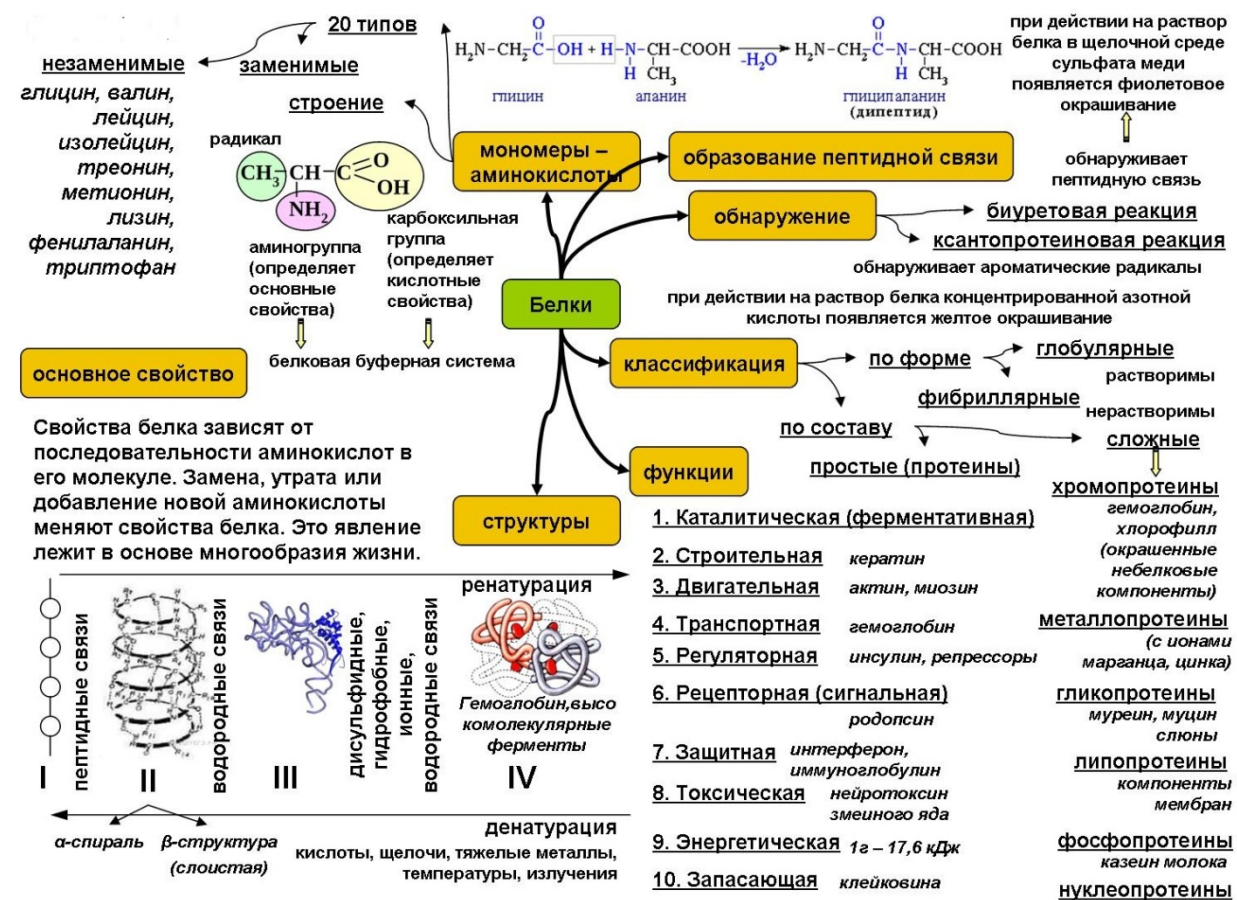 20 типов
незаменимые
заменимые
глицин, валин,
лейцин,
изолейцин,
треонин,
метионин,
лизин,
фенилаланин,
триптофан
строение
радикал
CH₃–CH–C
O
OH
NH₂
аминогруппа
(определяет
основные
свойства)
карбоксильная
группа
(определяет
кислотные
свойства)
белковая буферная система
H₂N–CH₂C
O
OH + H–N–CH–COOH
H CH₃
-H₂O
H₂N–CH₂C–N–CH–COOH
O
H CH₃
глицин
аланин
глицилаланин
(дипептид)
при действии на раствор
белка в щелочной среде
сульфата меди
появляется фиолетовое
окрашивание
обнаруживает
пептидную связь
мономеры –
аминокислоты
образование пептидной связи
обнаружение
биуретовая реакция
ксантопротеиновая реакция
обнаруживает ароматические радикалы
при действии на раствор белка концентрированной азотной
кислоты появляется желтое окрашивание
Белки
основное свойство
Свойства белка зависят от
последовательности аминокислот в
его молекуле. Замена, утрата или
добавление новой аминокислоты
меняют свойства белка. Это явление
лежит в основе многообразия жизни.
классификация
по форме
глобулярные
растворимы
фибриллярные
нерастворимы
по составу
сложные
простые (протеины)
хромопротеины
гемоглобин,
хлорофилл
(окрашенные
небелковые
компоненты)
металлопротеины
(с ионами
марганца, цинка)
гликопротеины
муреин, муцин
слюны
липопротеины
компоненты
мембран
фосфопротеины
казеин молока
нуклеопротеины
функции
1. Каталитическая (ферментативная)
2. Строительная кератин
3. Двигательная актин, миозин
4. Транспортная гемоглобин
5. Регуляторная инсулин, репрессоры
6. Рецепторная (сигнальная)
родопсин
7. Защитная интерферон,
иммуноглобулин
8. Токсическая нейротоксин
змеиного яда
9. Энергетическая 1г – 17,6 кДж
10. Запасающая клейковина
структуры
ренатурация
I
пептидные связи
II
водородные связи
III
дисульфидные,
гидрофобные,
ионные,
водородные связи
Гемоглобин,высо
комолекулярные
ферменты
IV
α-спираль
β-структура
(слоистая)
денатурация
кислоты, щелочи, тяжелые металлы,
температуры, излучения